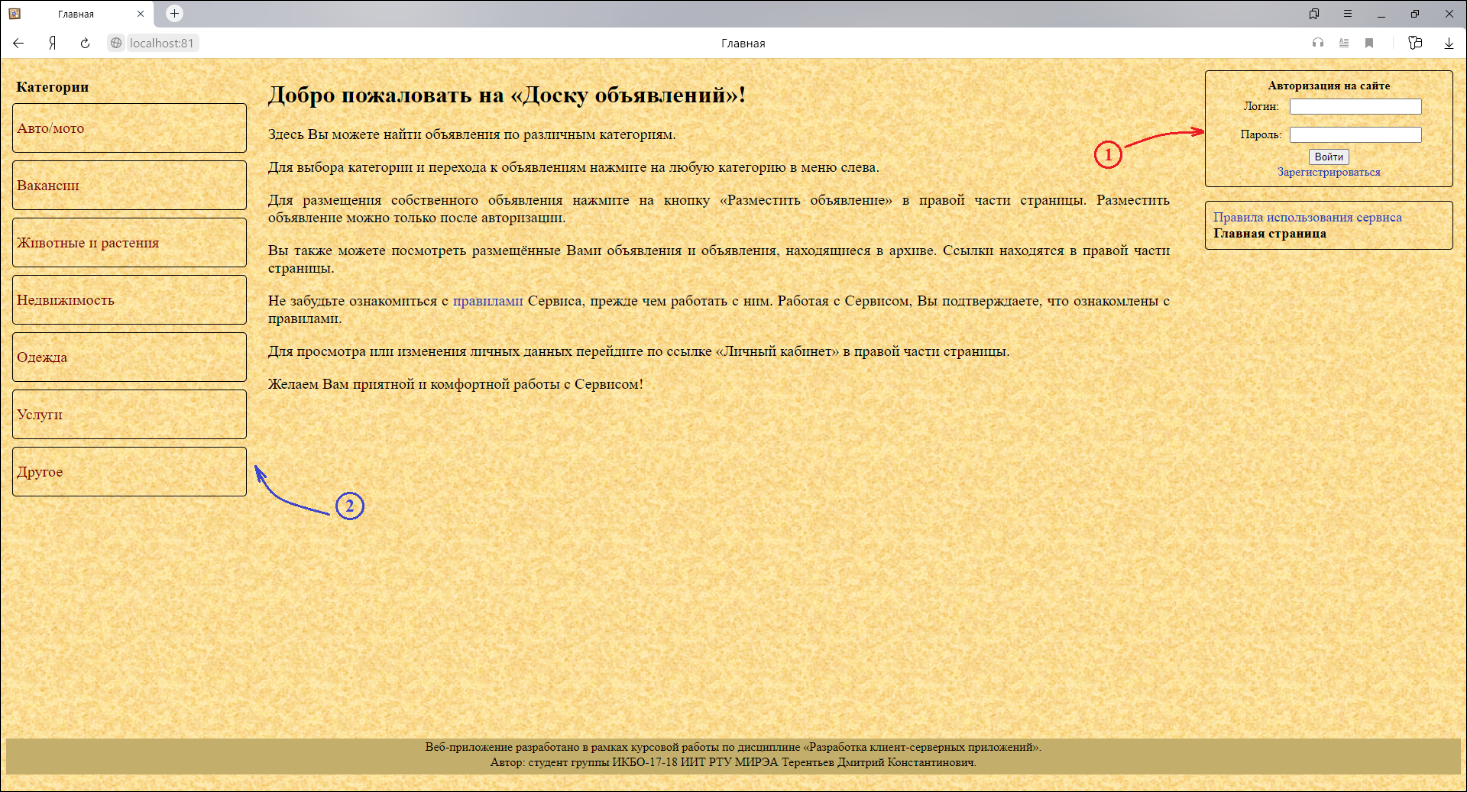 Главная
localhost:81
Главная
Категории
Авто/мото
Вакансии
Животные и растения
Недвижимость
Одежда
Услуги
Другое
2
Добро пожаловать на «Доску объявлений»!
Здесь Вы можете найти объявления по различным категориям.
Для выбора категории и перехода к объявлениям нажмите на любую категорию в меню слева.
Для размещения собственного объявления нажмите на кнопку «Разместить объявление» в правой части страницы. Разместить
объявление можно только после авторизации.
Вы также можете посмотреть размещённые Вами объявления и объявления, находящиеся в архиве. Ссылки находятся в правой части
страницы.
Не забудьте ознакомиться с правилами Сервиса, прежде чем работать с ним. Работая с Сервисом, Вы подтверждаете, что ознакомлены с
правилами.
Для просмотра или изменения личных данных перейдите по ссылке «Личный кабинет» в правой части страницы.
Желаем Вам приятной и комфортной работы с Сервисом!
1
Авторизация на сайте
Логин:
Пароль:
Войти
Зарегистрироваться
Правила использования сервиса
Главная страница
Веб-приложение разработано в рамках курсовой работы по дисциплине «Разработка клиент-серверных приложений».
Автор: студент группы ИКБО-17-18 ИИТ РТУ МИРЭА Терентьев Дмитрий Константинович.